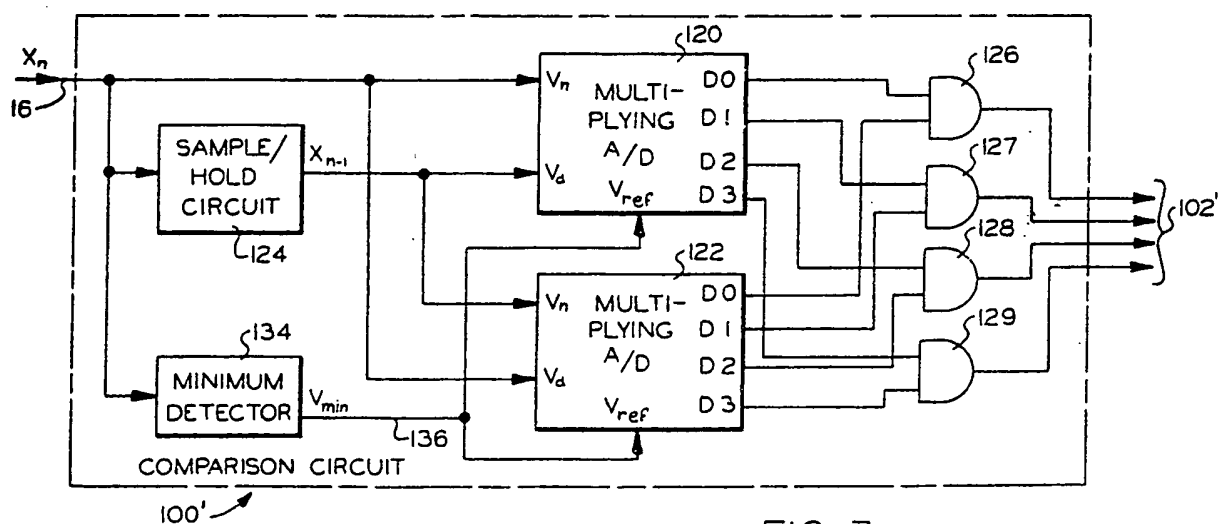 Xn
16
SAMPLE/
HOLD
CIRCUIT
124
Xn-1
134
MINIMUM
DETECTOR
Vmin
136
120
Vn
MULTI-
PLYING
A/D
Vd
Vref
D0
D1
D2
D3
122
Vn
MULTI-
PLYING
A/D
Vd
Vref
D0
D1
D2
D3
126
127
128
129
102'
COMPARISON CIRCUIT
100'